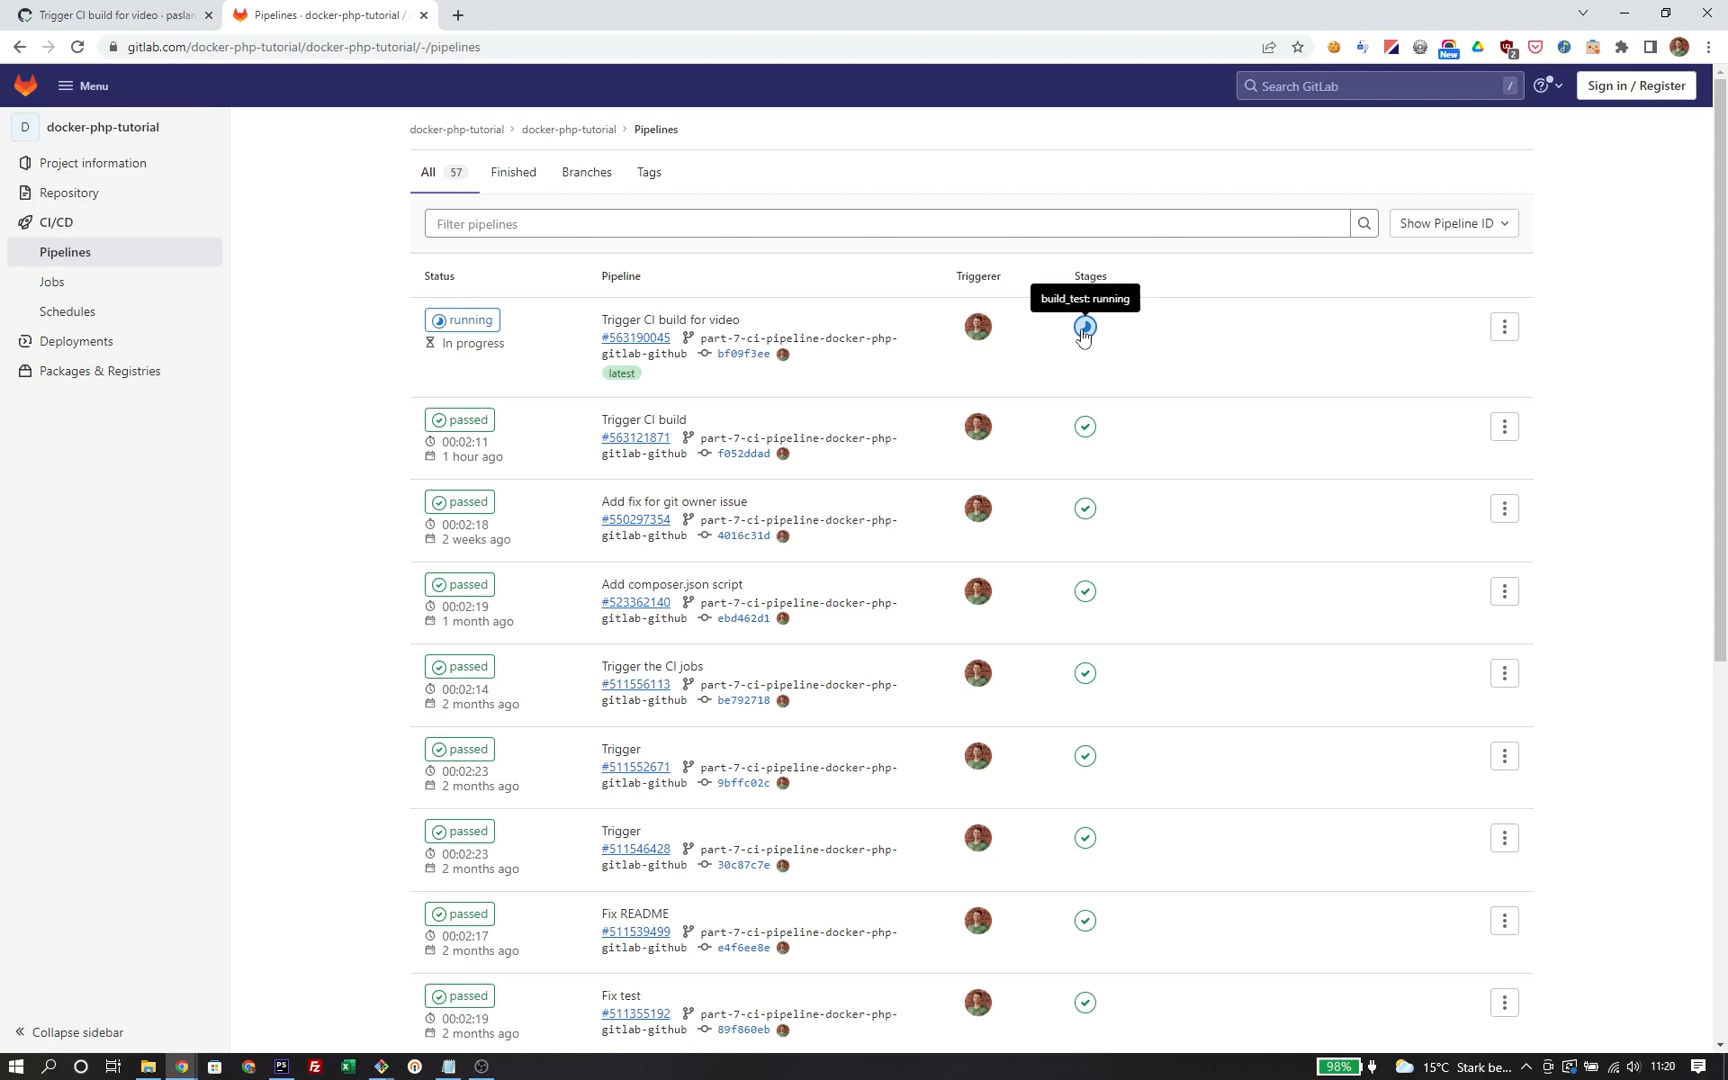 Trigger CI build for video · paslan
Pipelines · docker-php-tutorial /
gitlab.com/docker-php-tutorial/docker-php-tutorial/-/pipelines
New
2
Menu
Search GitLab
/
Sign in / Register
D
docker-php-tutorial
Project information
Repository
CI/CD
Pipelines
Jobs
Schedules
Deployments
Packages & Registries
Collapse sidebar
docker-php-tutorial > docker-php-tutorial > Pipelines
All 57 Finished Branches Tags
Filter pipelines
Show Pipeline ID
Status Pipeline Triggerer Stages
build_test: running
running
In progress
Trigger CI build for video
#563190045 part-7-ci-pipeline-docker-php-
gitlab-github bf09f3ee
latest
passed
00:02:11
1 hour ago
Trigger CI build
#563121871 part-7-ci-pipeline-docker-php-
gitlab-github f052ddad
passed
00:02:18
2 weeks ago
Add fix for git owner issue
#550297354 part-7-ci-pipeline-docker-php-
gitlab-github 4016c31d
passed
00:02:19
1 month ago
Add composer.json script
#523362140 part-7-ci-pipeline-docker-php-
gitlab-github ebd462d1
passed
00:02:14
2 months ago
Trigger the CI jobs
#511556113 part-7-ci-pipeline-docker-php-
gitlab-github be792718
passed
00:02:23
2 months ago
Trigger
#511552671 part-7-ci-pipeline-docker-php-
gitlab-github 9bffc02c
passed
00:02:23
2 months ago
Trigger
#511546428 part-7-ci-pipeline-docker-php-
gitlab-github 30c87c7e
passed
00:02:17
2 months ago
Fix README
#511539499 part-7-ci-pipeline-docker-php-
gitlab-github e4f6ee8e
passed
00:02:19
2 months ago
Fix test
#511355192 part-7-ci-pipeline-docker-php-
gitlab-github 89f860eb
98%
15°C Stark be...
11:20